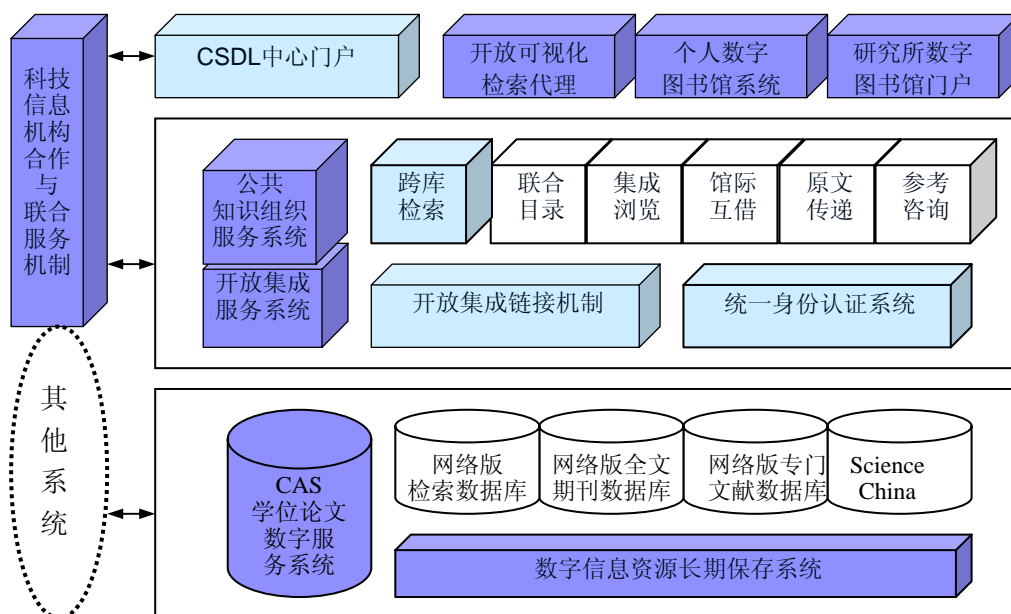 科技
信息
机构
合作
与
联合
服务
机制
CSDL中心门户
开放可视化
检索代理
个人数字
图书馆系统
研究所数字
图书馆门户
公共
知识组织
服务系统
跨库
检索
联合
目录
集成
浏览
馆际
互借
原文
传递
参考
咨询
开放集成
服务系统
开放集成链接机制
统一身份认证系统
其
他
系
统
CAS
学位论文
数字服
务系统
网络版
检索数据库
网络版全文
期刊数据库
网络版专门
文献数据库
Science
China
数字信息资源长期保存系统